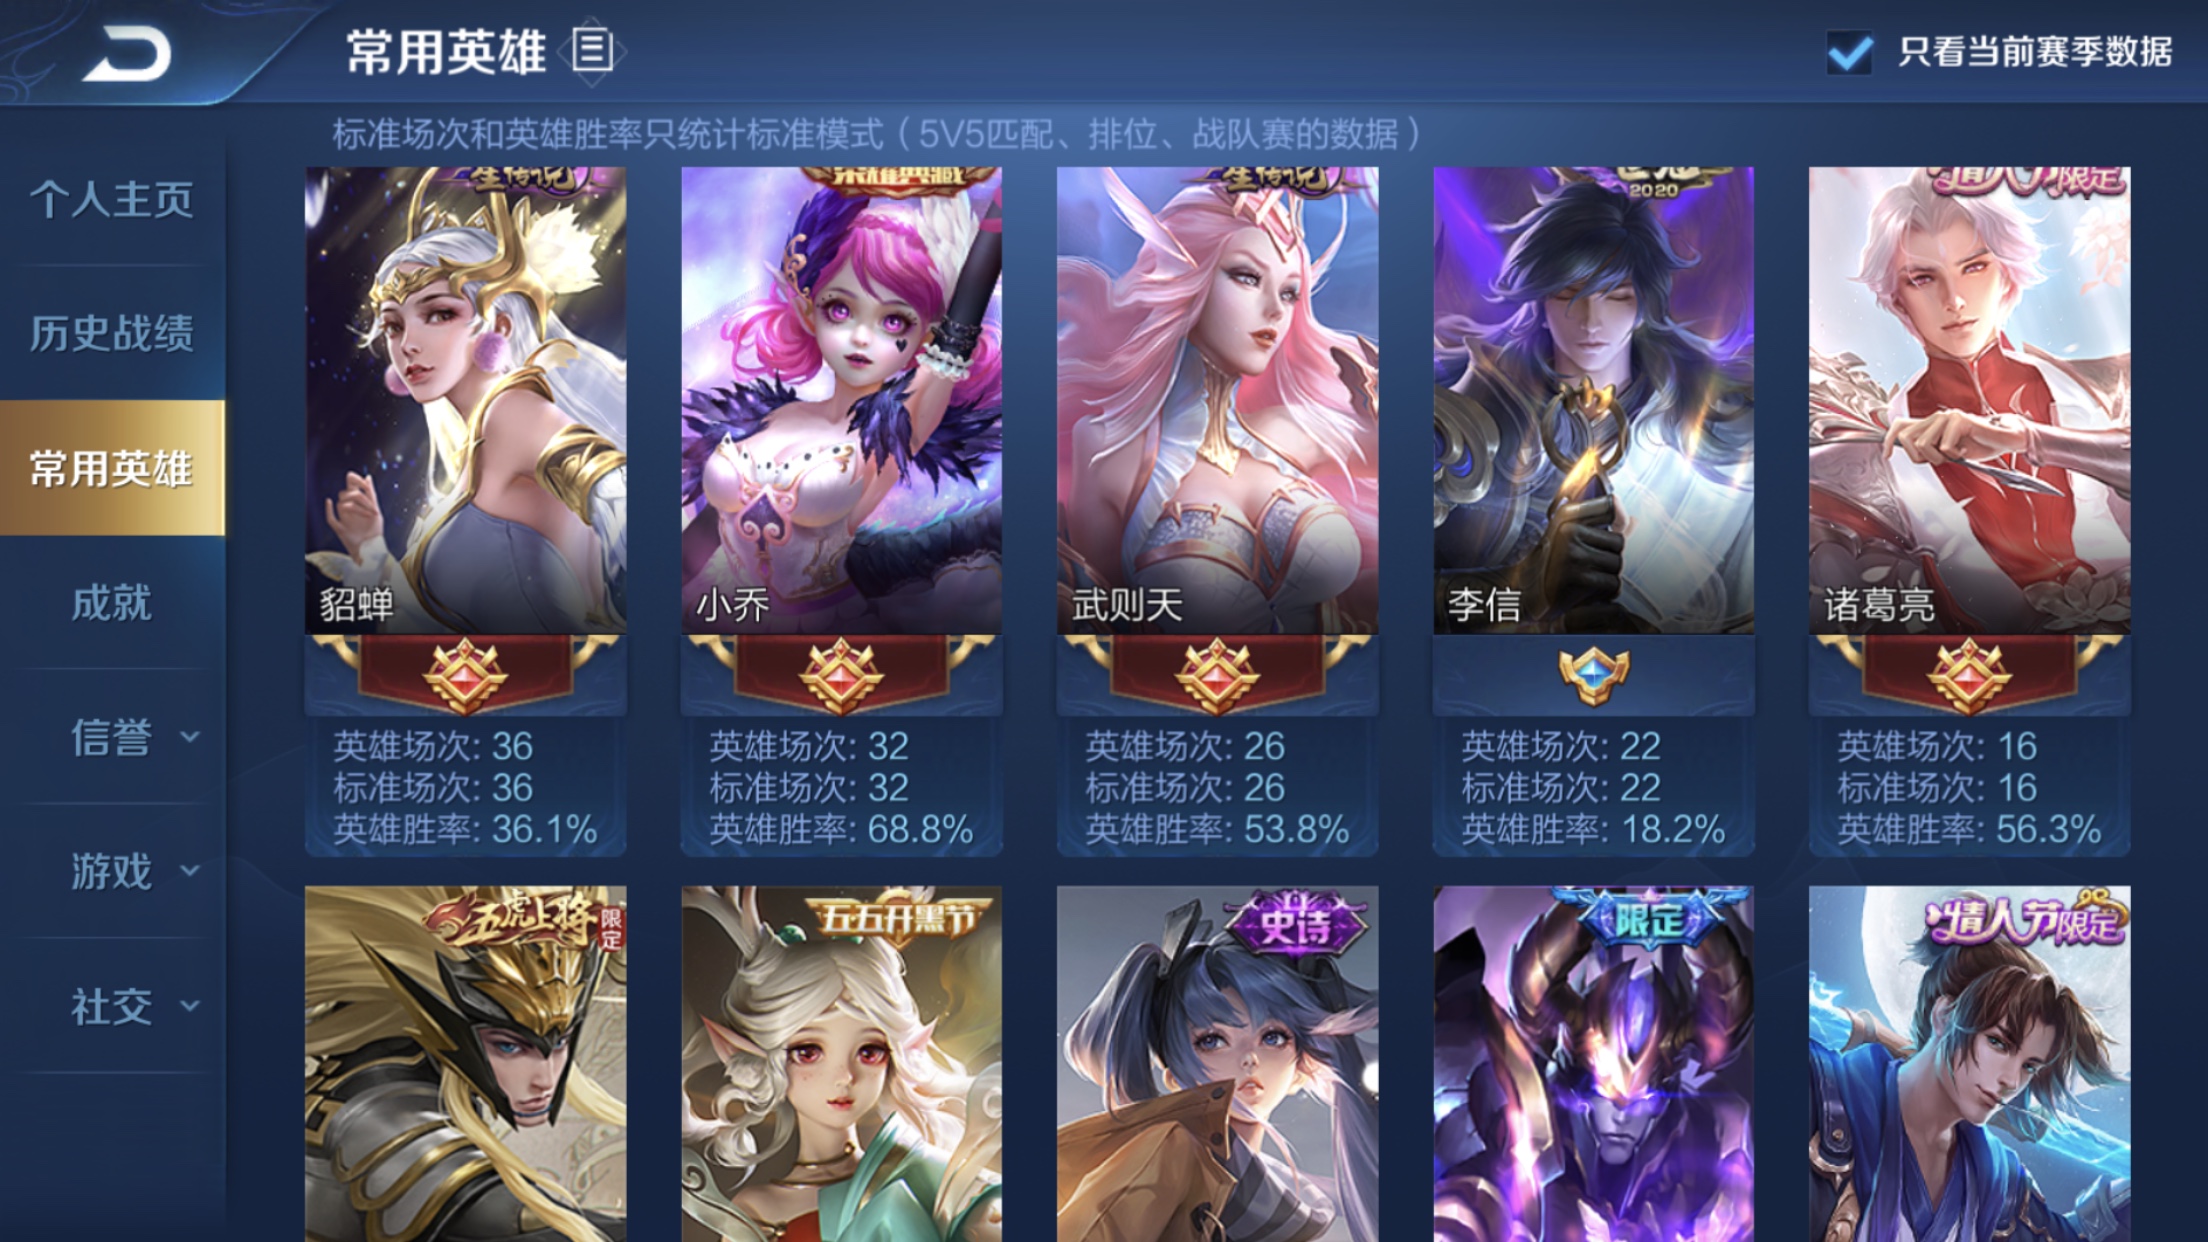 常用英雄
只看当前赛季数据
标准场次和英雄胜率只统计标准模式（5V5匹配、排位、战队赛的数据）
个人主页
历史战绩
常用英雄
成就
信誉
游戏
社交
2020
情人节限定
貂蝉
小乔
武则天
李信
诸葛亮
英雄场次: 36
标准场次: 36
英雄胜率: 36.1%
英雄场次: 32
标准场次: 32
英雄胜率: 68.8%
英雄场次: 26
标准场次: 26
英雄胜率: 53.8%
英雄场次: 22
标准场次: 22
英雄胜率: 18.2%
英雄场次: 16
标准场次: 16
英雄胜率: 56.3%
五虎上将 限定
五五开黑节
史诗
限定
情人节限定